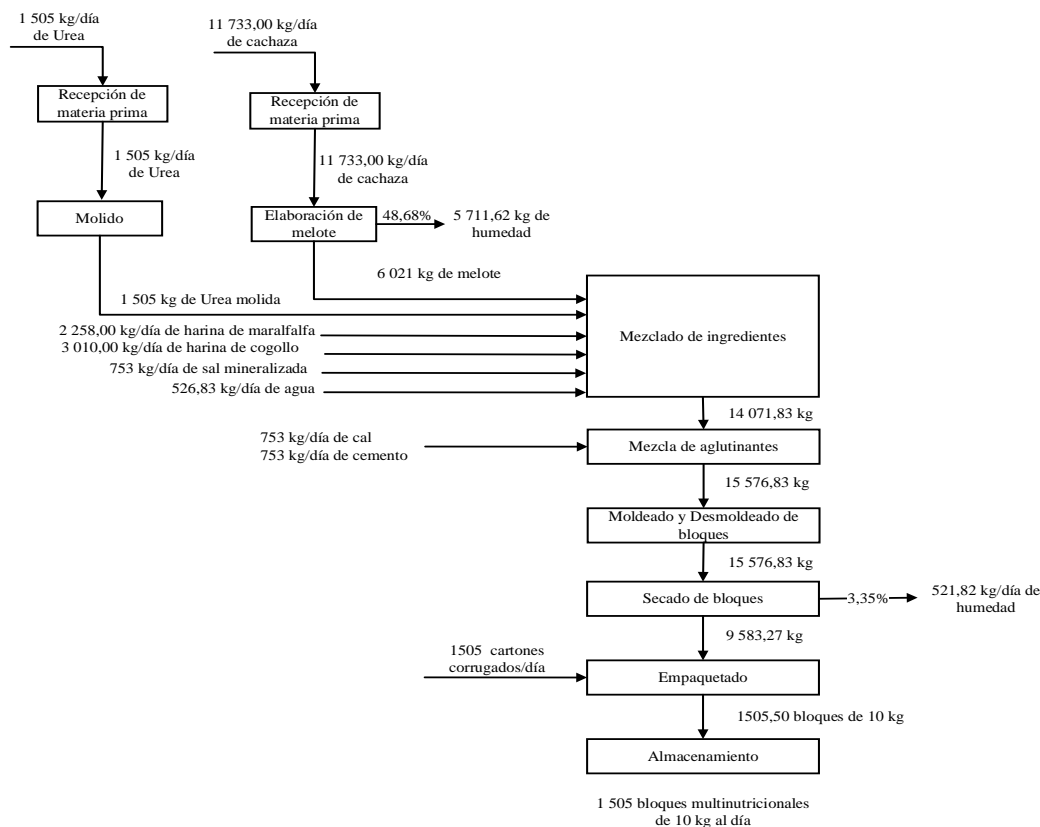 1 505 kg/día
de Urea
11 733,00 kg/día
de cachaza
Recepción de
materia prima
Recepción de
materia prima
1 505 kg/día
de Urea
11 733,00 kg/día
de cachaza
Molido
Elaboración de
melote
48,68%
5 711,62 kg de
humedad
6 021 kg de melote
1 505 kg de Urea molida
2 258,00 kg/día de harina de maralfalfa
3 010,00 kg/día de harina de cogollo
753 kg/día de sal mineralizada
526,83 kg/día de agua
Mezclado de ingredientes
14 071,83 kg
753 kg/día de cal
753 kg/día de cemento
Mezcla de aglutinantes
15 576,83 kg
Moldeado y Desmoldeado de
bloques
15 576,83 kg
Secado de bloques
3,35%
521,82 kg/día de
humedad
9 583,27 kg
1505 cartones
corrugados/día
Empaquetado
1505,50 bloques de 10 kg
Almacenamiento
1 505 bloques multinutricionales
de 10 kg al día